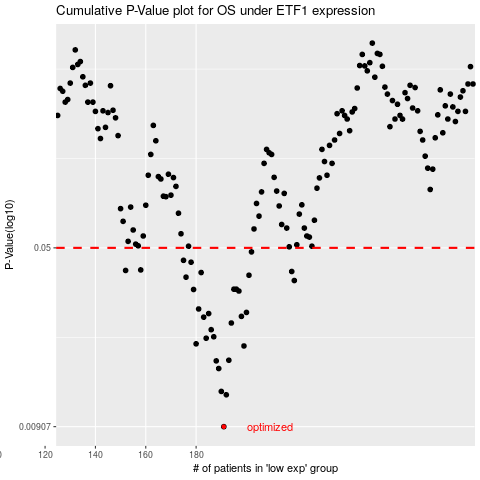 Cumulative P-Value plot for OS under ETF1 expression
P-Value(log10)
0.05
0.00907
optimized
0 120 140 160 180
# of patients in 'low exp' group